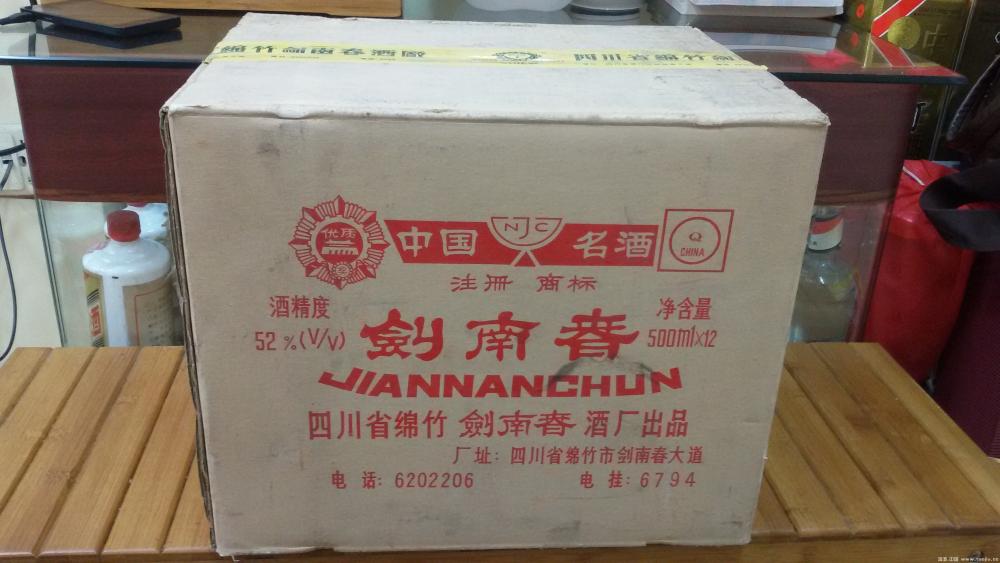 绵竹剑南春酒厂 四川省绵竹剑
优质
中国 NJC 名酒
Q
CHINA
注册 商标
酒精度
52%(V/V)
净含量
500ml×12
剑南春
JIANNANCHUN
四川省绵竹剑南春酒厂出品
厂址:四川省绵竹市剑南春大道
电 话:6202206 电 挂:6794